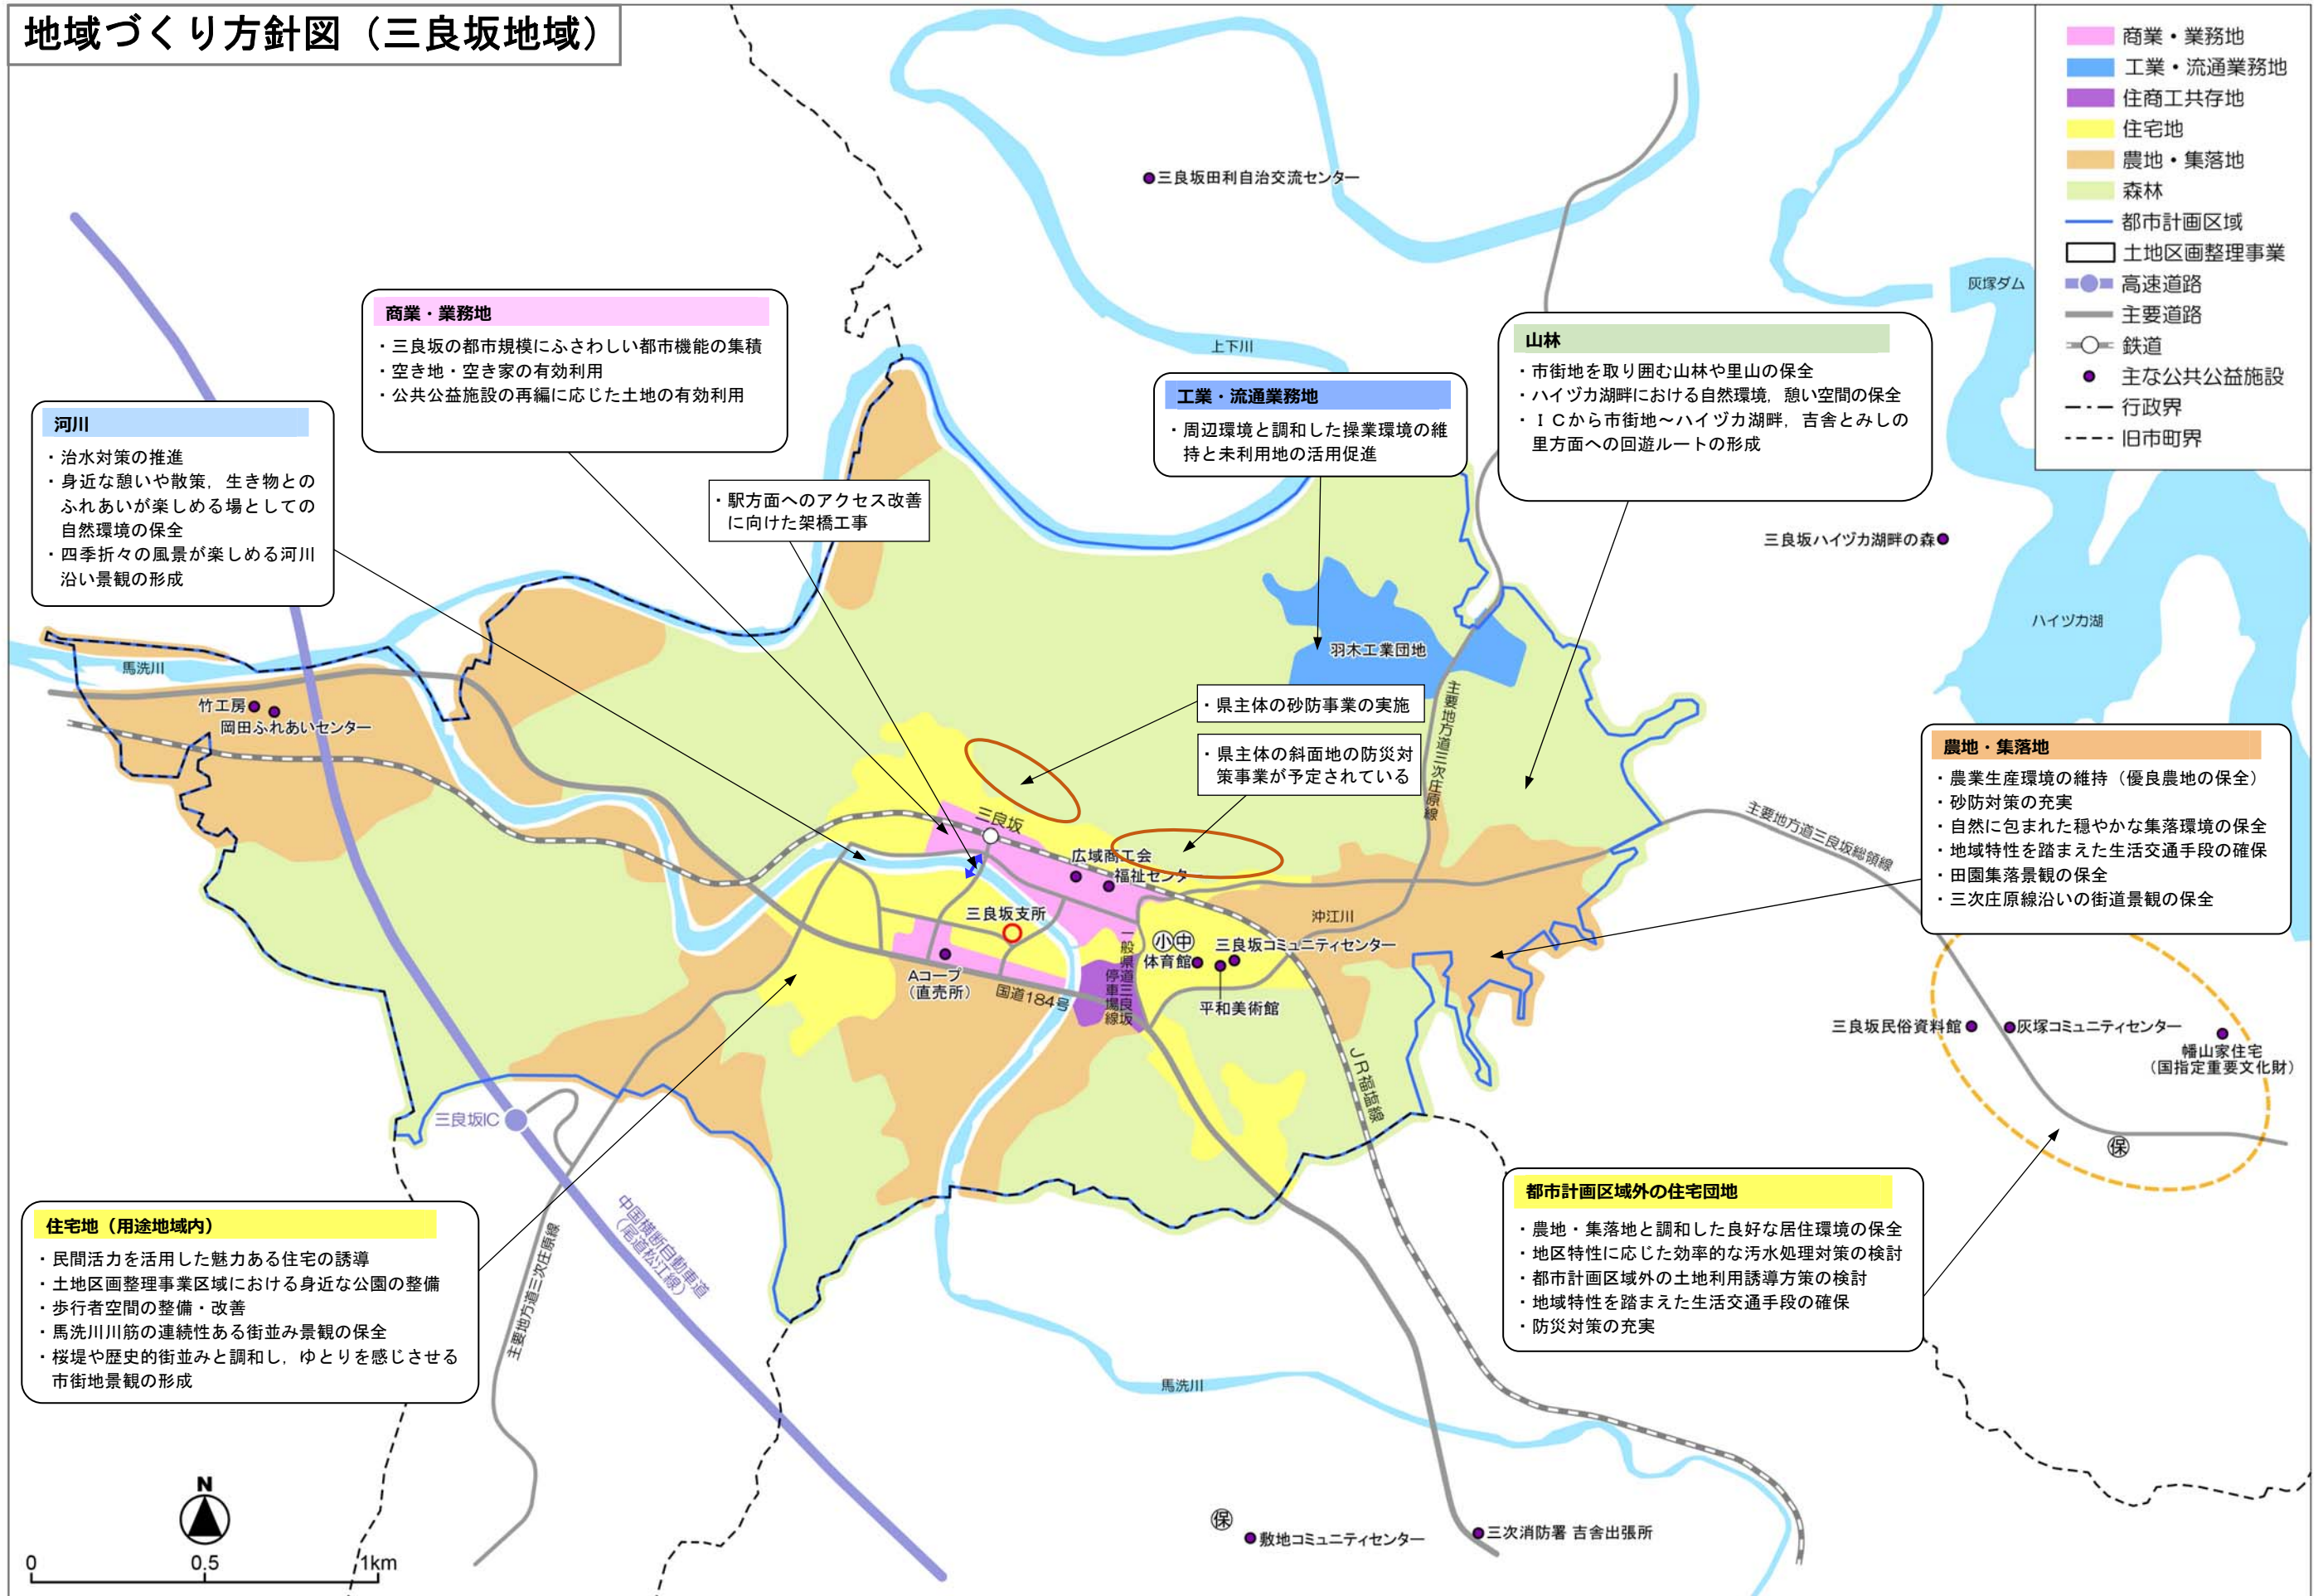 地域づくり方針図（三良坂地域）
商業・業務地
工業・流通業務地
住商工共存地
住宅地
農地・集落地
森林
都市計画区域
土地区画整理事業
高速道路
主要道路
鉄道
主な公共公益施設
行政界
旧市町界
三良坂田利自治交流センター
灰塚ダム
上下川
商業・業務地
・三良坂の都市規模にふさわしい都市機能の集積
・空き地・空き家の有効利用
・公共公益施設の再編に応じた土地の有効利用
山林
・市街地を取り囲む山林や里山の保全
・ハイヅカ湖畔における自然環境，憩い空間の保全
・ＩＣから市街地～ハイヅカ湖畔，吉舎とみしの
里方面への回遊ルートの形成
工業・流通業務地
・周辺環境と調和した操業環境の維
持と未利用地の活用促進
河川
・治水対策の推進
・身近な憩いや散策，生き物との
ふれあいが楽しめる場としての
自然環境の保全
・四季折々の風景が楽しめる河川
沿い景観の形成
・駅方面へのアクセス改善
に向けた架橋工事
三良坂ハイヅカ湖畔の森
ハイヅカ湖
羽木工業団地
馬洗川
竹工房
岡田ふれあいセンター
・県主体の砂防事業の実施
・県主体の斜面地の防災対
策事業が予定されている
主要地方道三次庄原線
主要地方道三良坂総領線
農地・集落地
・農業生産環境の維持（優良農地の保全）
・砂防対策の充実
・自然に包まれた穏やかな集落環境の保全
・地域特性を踏まえた生活交通手段の確保
・田園集落景観の保全
・三次庄原線沿いの街道景観の保全
三良坂
広域商工会
福祉センター
三良坂支所
沖江川
小 中
三良坂コミュニティセンター
体育館
平和美術館
一般県道三良坂
停車場線
Aコープ
（直売所）
国道184号
三良坂民俗資料館
灰塚コミュニティセンター
幡山家住宅
（国指定重要文化財）
保
JR福塩線
三良坂IC
中国横断自動車道
（尾道松江線）
主要地方道三次庄原線
都市計画区域外の住宅団地
・農地・集落地と調和した良好な居住環境の保全
・地区特性に応じた効率的な汚水処理対策の検討
・都市計画区域外の土地利用誘導方策の検討
・地域特性を踏まえた生活交通手段の確保
・防災対策の充実
住宅地（用途地域内）
・民間活力を活用した魅力ある住宅の誘導
・土地区画整理事業区域における身近な公園の整備
・歩行者空間の整備・改善
・馬洗川川筋の連続性ある街並み景観の保全
・桜堤や歴史的街並みと調和し，ゆとりを感じさせる
市街地景観の形成
馬洗川
保
敷地コミュニティセンター
三次消防署 吉舎出張所
N
0 0.5 1km